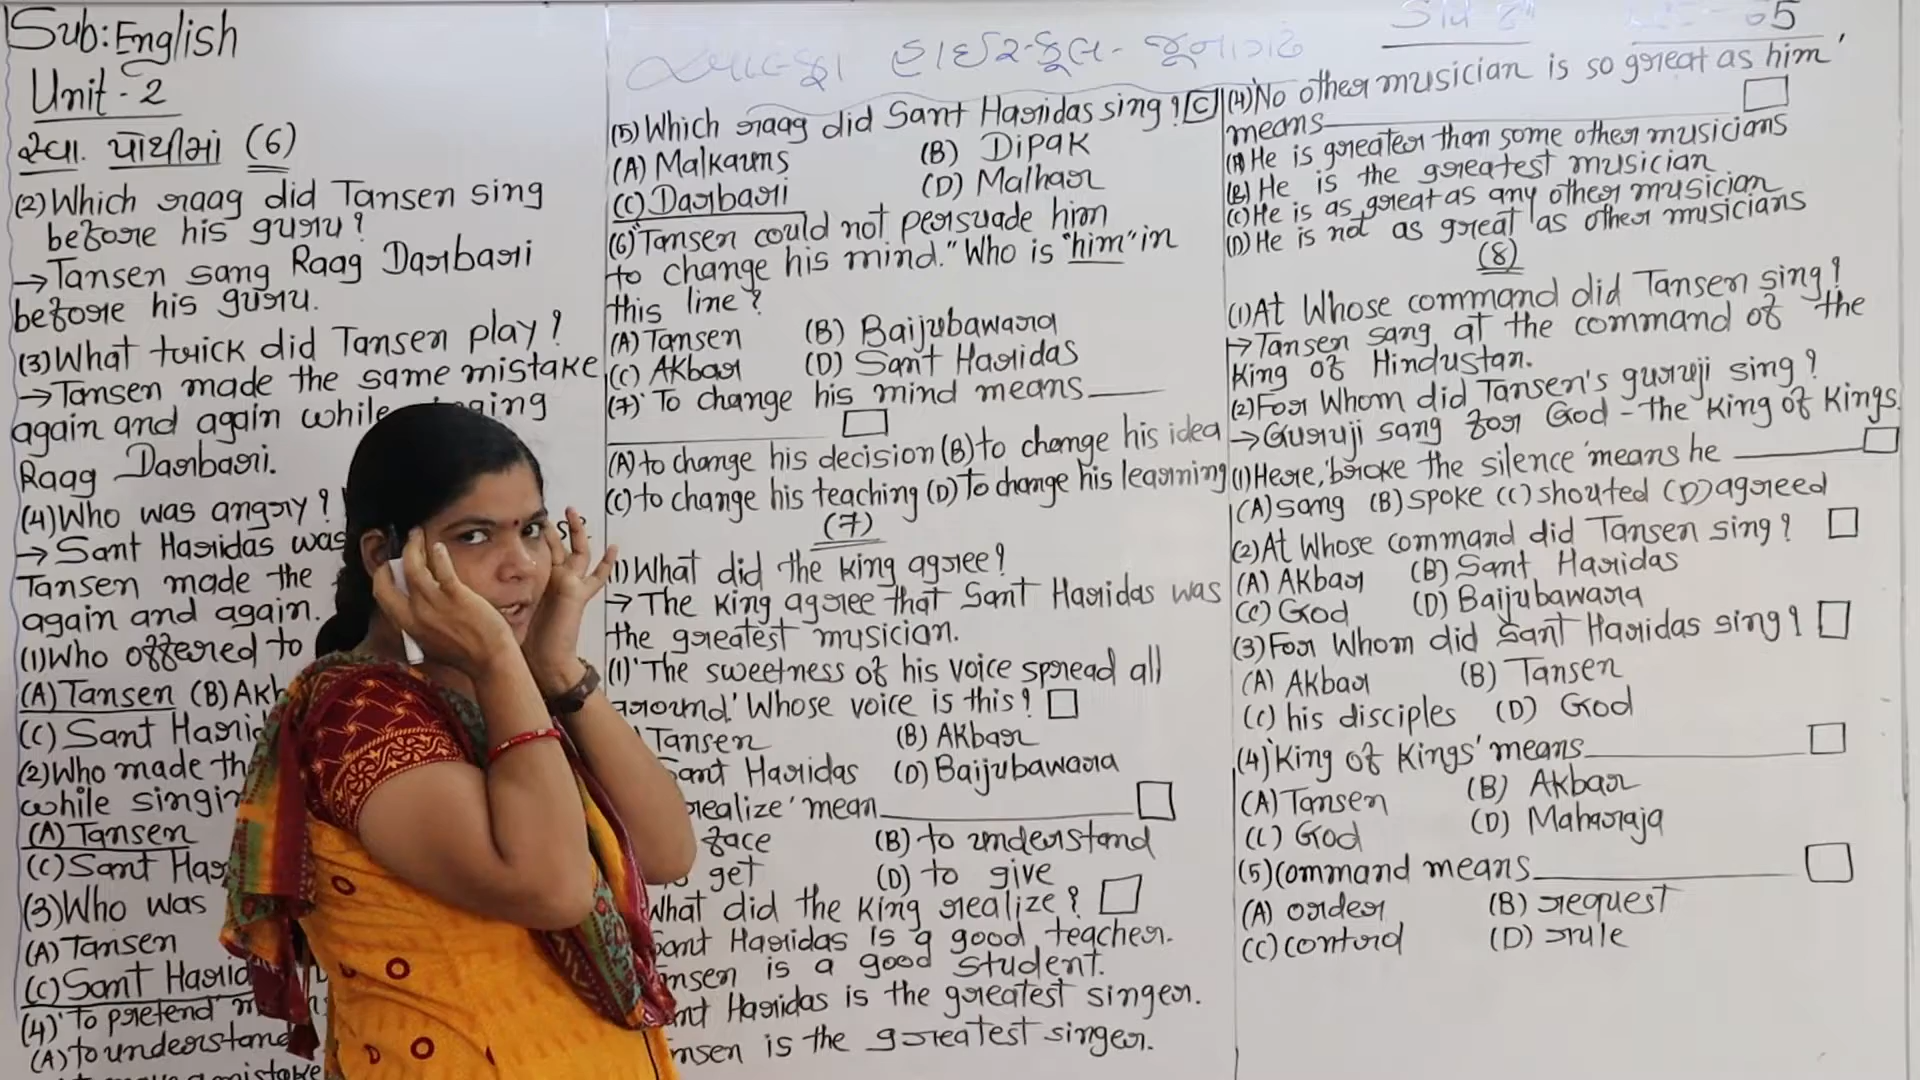 Sub: English
Unit - 2
સ્વા. પોથીમાં (6)
(2) Which raag did Tansen sing
before his guru?
→ Tansen sang Raag Darbari
before his guru.
(3) What trick did Tansen play?
→ Tansen made the same mistake
again and again while
Raag Darbari.
(4) Who was angry?
→ Sant Haridas was
Tansen made the
again and again.
(1) Who offered to
(A) Tansen (B)
(C) Sant
(2) Who made
while
(A) Tansen
(C) Sant
(3) Who was
(A) Tansen
(C) Sant
(4) 'To pretend'
(A) to understand
હાઈસ્કૂલ - જૂનાગઢ
(5) Which raag did Sant Haridas sing? C
(A) Malkauns (B) Dipak
(C) Darbari (D) Malhar
(6) "Tansen could not persuade him
to change his mind." Who is "him" in
this line?
(A) Tansen (B) Baijubawara
(C) Akbar (D) Sant Haridas
(7) 'To change his mind means
(A) to change his decision (B) to change his idea
(C) to change his teaching (D) To change his learning
(7)
1) What did the king agree?
→ The king agree that Sant Haridas was
the greatest musician.
(1) 'The sweetness of his voice spread all
around.' Whose voice is this?
Tansen (B) Akbar
Sant Haridas (D) Baijubawara
realize' mean
face (B) to understand
get (D) to give
What did the king realize?
Sant Haridas is a good teacher.
is a good student.
Haridas is the greatest singer.
is the greatest singer.
05
(4) No other musician is so great as him'
means
(A) He is greater than some other musicians
(B) He is the greatest musician
(C) He is as great as any other musician
(D) He is not as great as other musicians
(8)
(1) At Whose command did Tansen sing?
→ Tansen sang at the command of the
King of Hindustan.
(2) For Whom did Tansen's guruji sing?
→ Guruji sang for God - the King of Kings.
(1) Here, 'broke the silence' means he
(A) sang (B) spoke (C) shouted (D) agreed
(2) At Whose command did Tansen sing?
(A) Akbar (B) Sant Haridas
(C) God (D) Baijubawara
(3) For Whom did Sant Haridas sing?
(A) Akbar (B) Tansen
(C) his disciples (D) God
(4) 'King of Kings' means
(A) Tansen (B) Akbar
(C) God (D) Maharaja
(5) Command means
(A) order (B) request
(C) control (D) rule